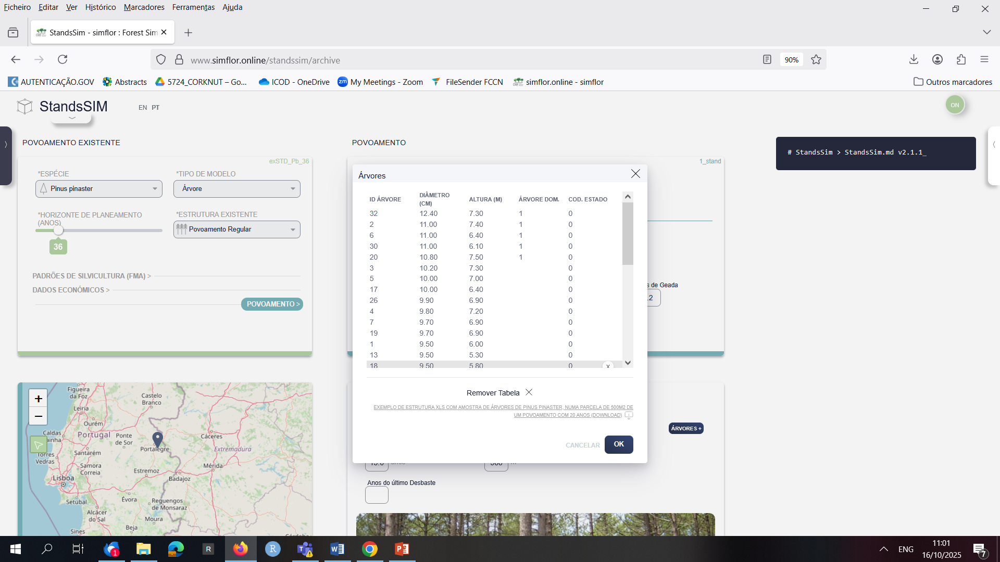 Ficheiro Editar Ver Histórico Marcadores Ferramentas Ajuda
StandsSim - simflor : Forest Sim
www.simflor.online/standssim/archive
90%
AUTENTICAÇÃO.GOV Abstracts 5724_CORKNUT – Go... ICOD - OneDrive zm My Meetings - Zoom FileSender FCCN simflor.online - simflor Outros marcadores
StandsSIM EN PT ON
POVOAMENTO EXISTENTE
exSTD_Pb_36
*ESPÉCIE *TIPO DE MODELO
Pinus pinaster Árvore
*HORIZONTE DE PLANEAMENTO (ANOS) *ESTRUTURA EXISTENTE
Povoamento Regular
36
PADRÕES DE SILVICULTURA (FMA) >
DADOS ECONÓMICOS >
POVOAMENTO >
POVOAMENTO
1_stand
# StandsSim > StandsSim.md v2.1.1_
s de Geada
.2
Árvores
ID ÁRVORE DIÂMETRO (CM) ALTURA (M) ÁRVORE DOM. COD. ESTADO
32 12.40 7.30 1 0
2 11.00 7.40 1 0
6 11.00 6.40 1 0
30 11.00 6.10 1 0
20 10.80 7.50 1 0
3 10.20 7.30 0
5 10.00 7.00 0
17 10.00 6.40 0
26 9.90 6.90 0
4 9.80 7.20 0
7 9.70 6.90 0
19 9.70 6.90 0
1 9.50 6.00 0
13 9.50 5.30 0
18 9.50 5.80 0 x
Remover Tabela
EXEMPLO DE ESTRUTURA XLS COM AMOSTRA DE ÁRVORES DE PINUS PINASTER, NUMA PARCELA DE 500M2 DE
UM POVOAMENTO COM 20 ANOS (DOWNLOAD)
CANCELAR OK
ÁRVORES +
Anos do último Desbaste
+
−
Figueira da Foz
Castelo Branco
Leiria
Ourém
Caldas
ainha
Portugal
Ponte de Sor
Cáceres
Portalegre
Extremadura
Torres Vedras
Santarém
Samora Correia
Estremoz
Mérida
Lisboa
Badajoz
Évora
Setúbal
Reguengos de Monsaraz
Alcácer do Sal
Moura
Beja
Sines
1 R R
ENG
11:01
16/10/2025
7